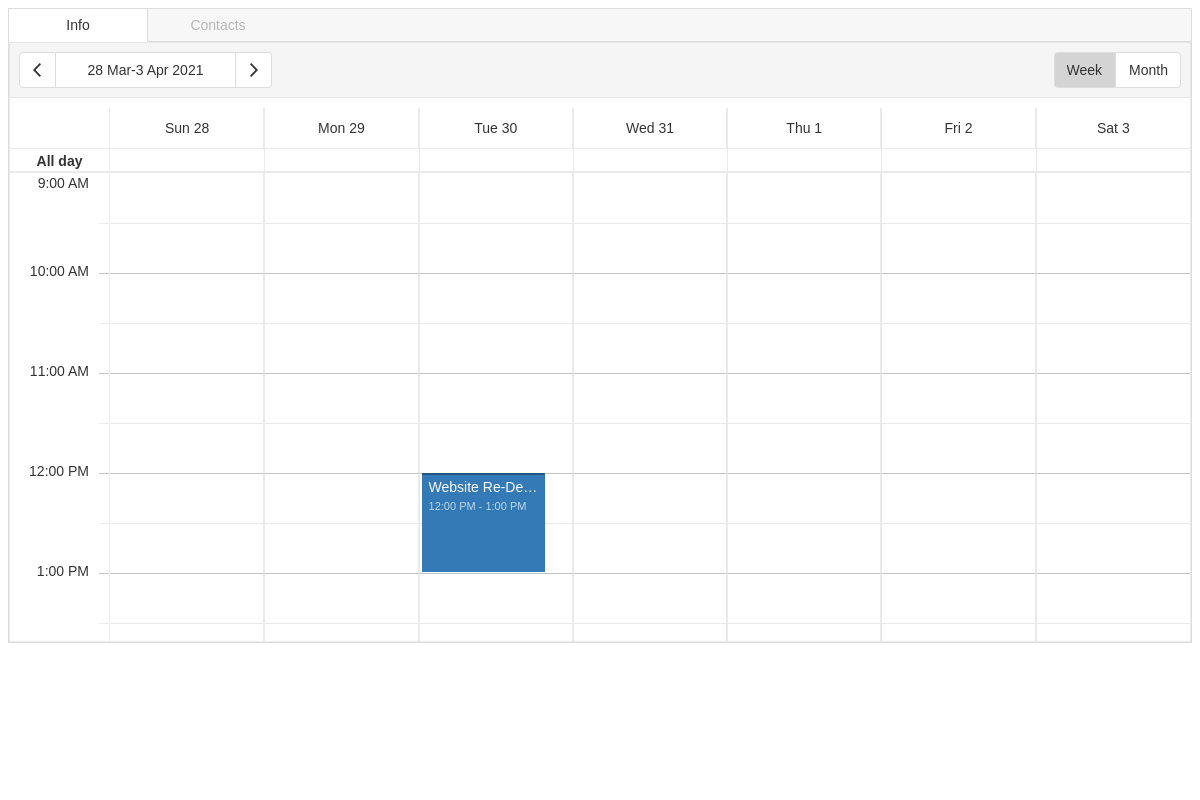 Info
Contacts
28 Mar-3 Apr 2021
Week
Month
Sun 28
Mon 29
Tue 30
Wed 31
Thu 1
Fri 2
Sat 3
All day
9:00 AM
10:00 AM
11:00 AM
12:00 PM
Website Re-De…
12:00 PM - 1:00 PM
1:00 PM